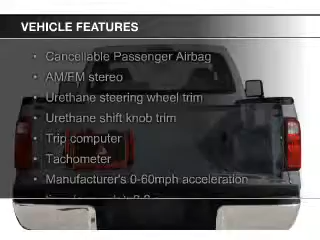 VEHICLE FEATURES
• Cancellable Passenger Airbag
• AM/FM stereo
• Urethane steering wheel trim
• Urethane shift knob trim
• Trip computer
• Tachometer
• Manufacturer's 0-60mph acceleration